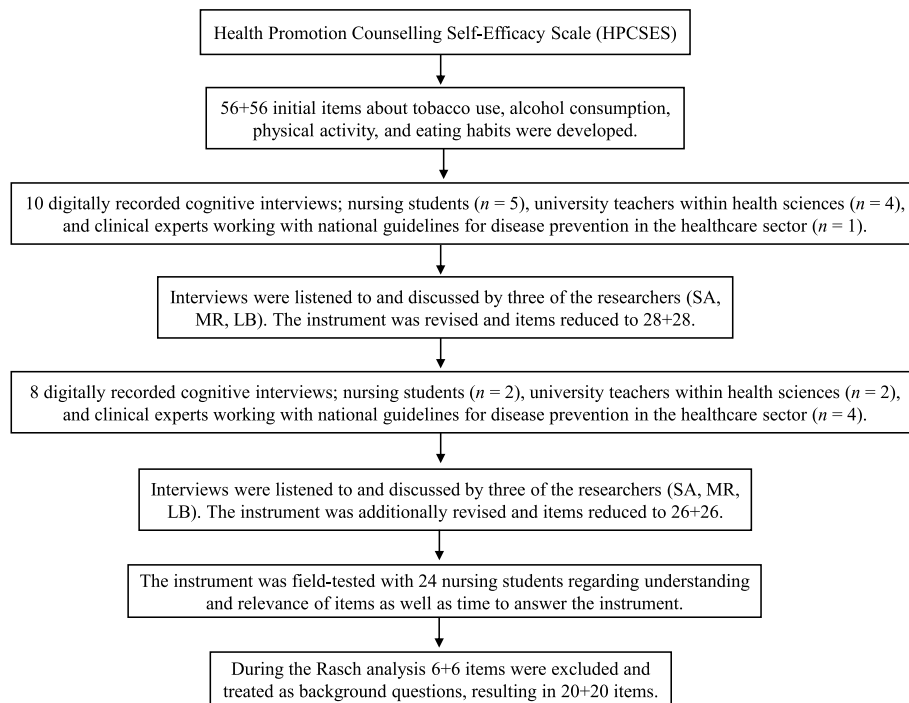 Health Promotion Counselling Self-Efficacy Scale (HPCSES)
56+56 initial items about tobacco use, alcohol consumption,
physical activity, and eating habits were developed.
10 digitally recorded cognitive interviews; nursing students (n = 5), university teachers within health sciences (n = 4),
and clinical experts working with national guidelines for disease prevention in the healthcare sector (n = 1).
Interviews were listened to and discussed by three of the researchers (SA,
MR, LB). The instrument was revised and items reduced to 28+28.
8 digitally recorded cognitive interviews; nursing students (n = 2), university teachers within health sciences (n = 2),
and clinical experts working with national guidelines for disease prevention in the healthcare sector (n = 4).
Interviews were listened to and discussed by three of the researchers (SA, MR,
LB). The instrument was additionally revised and items reduced to 26+26.
The instrument was field-tested with 24 nursing students regarding understanding
and relevance of items as well as time to answer the instrument.
During the Rasch analysis 6+6 items were excluded and
treated as background questions, resulting in 20+20 items.